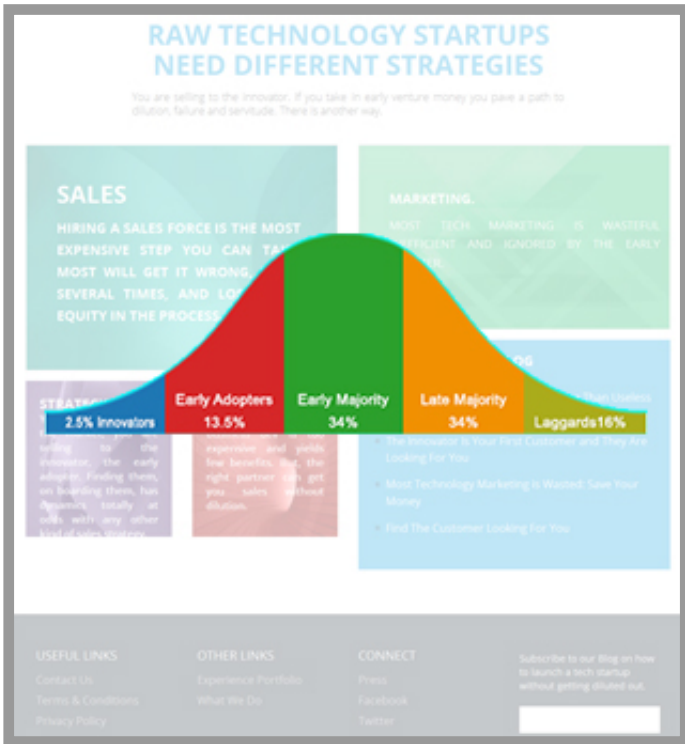 RAW TECHNOLOGY STARTUPS
NEED DIFFERENT STRATEGIES
You are selling to the innovator. If you take in early venture money you pave a path to
dilution, failure and servitude. There is another way.
SALES
HIRING A SALES FORCE IS THE MOST
EXPENSIVE STEP YOU CAN
MOST WILL GET IT WRONG,
SEVERAL TIMES, AND
EQUITY IN THE PROCESS
MARKETING.
MOST TECH MARKETING IS WASTEFUL
AND IGNORED BY THE EARLY
Early Adopters
13.5%
Early Majority
34%
Late Majority
34%
2.5% Innovators
Laggards16%
selling to the
innovator, the early
adopter. Finding them,
on boarding them, has
dynamics totally at
odds with any other
kind of sales strategy.
expensive and yields
few benefits. But, the
right partner can get
you sales without
dilution.
Than Useless
The Innovator Is Your First Customer and They Are
Looking For You
Most Technology Marketing is Wasted: Save Your
Money
Find The Customer Looking For You
USEFUL LINKS
Contact Us
Terms & Conditions
Privacy Policy
OTHER LINKS
Experience Portfolio
What We Do
CONNECT
Press
Facebook
Twitter
Subscribe to our Blog on how
to launch a tech startup
without getting diluted out.